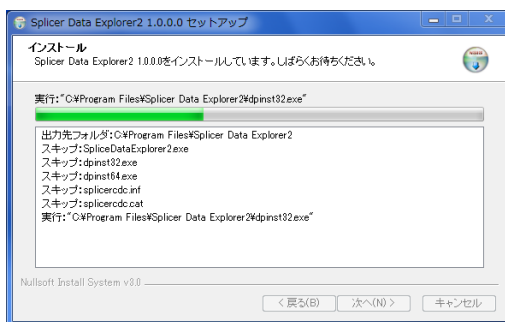 Splicer Data Explorer2 1.0.0.0 セットアップ
インストール
Splicer Data Explorer2 1.0.0.0をインストールしています。しばらくお待ちください。
実行:"C:¥Program Files¥Splicer Data Explorer2¥dpinst32.exe"
出力先フォルダ:C:¥Program Files¥Splicer Data Explorer2
スキップ:SpliceDataExplorer2.exe
スキップ:dpinst32.exe
スキップ:dpinst64.exe
スキップ:splicercdc.inf
スキップ:splicercdc.cat
実行:"C:¥Program Files¥Splicer Data Explorer2¥dpinst32.exe"
Nullsoft Install System v3.0
< 戻る(B)
次へ(N) >
キャンセル